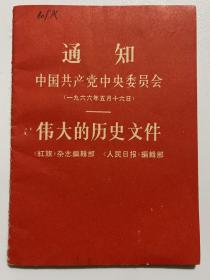 通知
中国共产党中央委员会
(一九六六年五月十六日)
伟大的历史文件
《红旗》杂志编辑部 《人民日报》编辑部